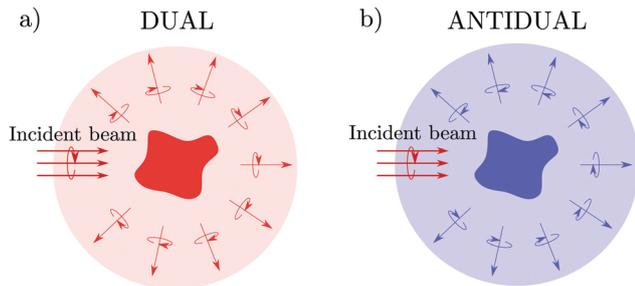 a)
DUAL
Incident beam
b)
ANTIDUAL
Incident beam